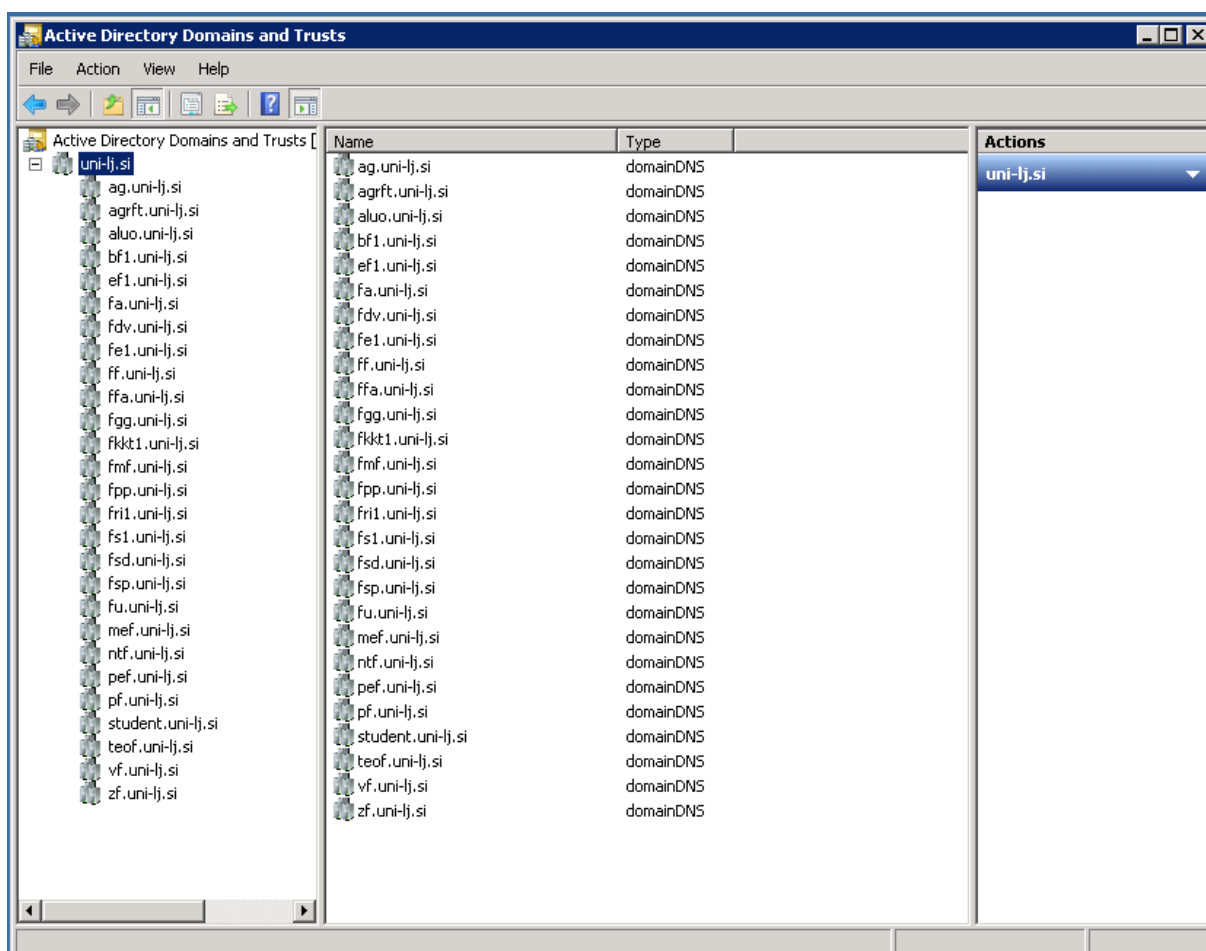 Active Directory Domains and Trusts
File Action View Help
Active Directory Domains and Trusts [
uni-lj.si
ag.uni-lj.si
agrft.uni-lj.si
aluo.uni-lj.si
bf1.uni-lj.si
ef1.uni-lj.si
fa.uni-lj.si
fdv.uni-lj.si
fe1.uni-lj.si
ff.uni-lj.si
ffa.uni-lj.si
fgg.uni-lj.si
fkkt1.uni-lj.si
fmf.uni-lj.si
fpp.uni-lj.si
fri1.uni-lj.si
fs1.uni-lj.si
fsd.uni-lj.si
fsp.uni-lj.si
fu.uni-lj.si
mef.uni-lj.si
ntf.uni-lj.si
pef.uni-lj.si
pf.uni-lj.si
student.uni-lj.si
teof.uni-lj.si
vf.uni-lj.si
zf.uni-lj.si
Name Type
ag.uni-lj.si domainDNS
agrft.uni-lj.si domainDNS
aluo.uni-lj.si domainDNS
bf1.uni-lj.si domainDNS
ef1.uni-lj.si domainDNS
fa.uni-lj.si domainDNS
fdv.uni-lj.si domainDNS
fe1.uni-lj.si domainDNS
ff.uni-lj.si domainDNS
ffa.uni-lj.si domainDNS
fgg.uni-lj.si domainDNS
fkkt1.uni-lj.si domainDNS
fmf.uni-lj.si domainDNS
fpp.uni-lj.si domainDNS
fri1.uni-lj.si domainDNS
fs1.uni-lj.si domainDNS
fsd.uni-lj.si domainDNS
fsp.uni-lj.si domainDNS
fu.uni-lj.si domainDNS
mef.uni-lj.si domainDNS
ntf.uni-lj.si domainDNS
pef.uni-lj.si domainDNS
pf.uni-lj.si domainDNS
student.uni-lj.si domainDNS
teof.uni-lj.si domainDNS
vf.uni-lj.si domainDNS
zf.uni-lj.si domainDNS
Actions
uni-lj.si